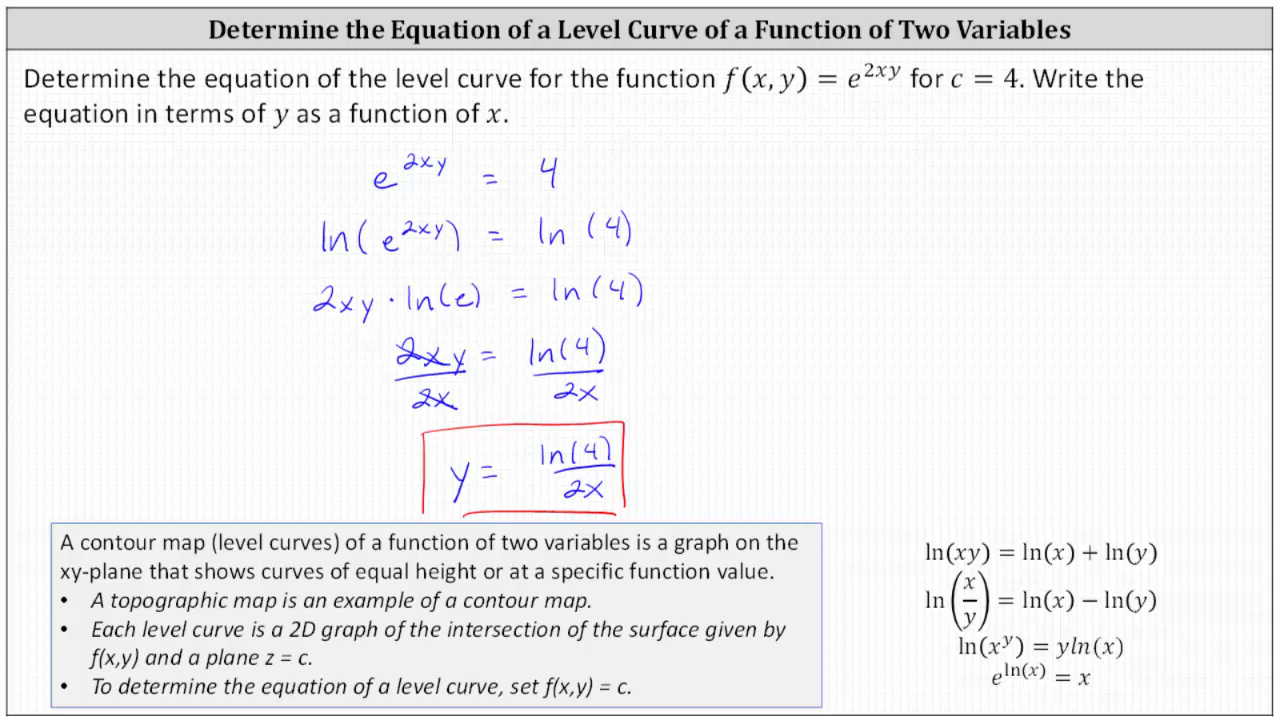 Determine the Equation of a Level Curve of a Function of Two Variables
Determine the equation of the level curve for the function f(x, y) = e^{2xy} for c = 4. Write the
equation in terms of y as a function of x.
e^{2xy} = 4
ln(e^{2xy}) = ln(4)
2xy · ln(e) = ln(4)
\frac{2xy}{2x} = \frac{ln(4)}{2x}
y = \frac{ln(4)}{2x}
A contour map (level curves) of a function of two variables is a graph on the
xy-plane that shows curves of equal height or at a specific function value.
• A topographic map is an example of a contour map.
• Each level curve is a 2D graph of the intersection of the surface given by
f(x,y) and a plane z = c.
• To determine the equation of a level curve, set f(x,y) = c.
ln(xy) = ln(x) + ln(y)
ln(\frac{x}{y}) = ln(x) − ln(y)
ln(x^y) = yln(x)
e^{ln(x)} = x